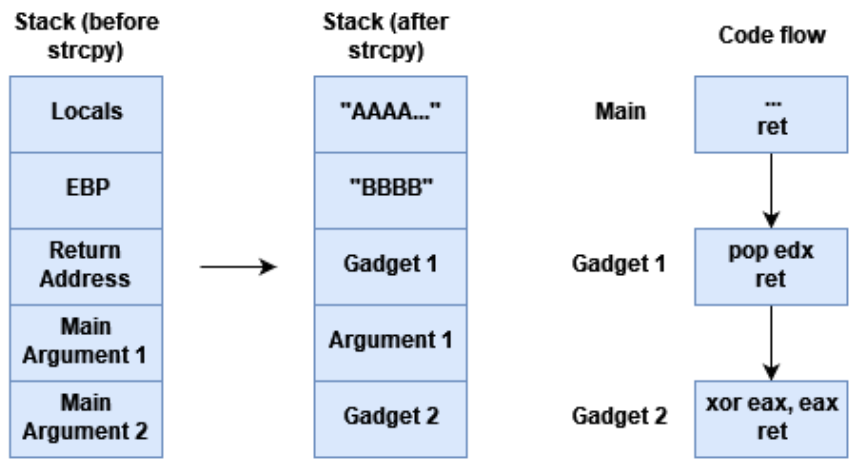 Stack (before
strcpy)
Stack (after
strcpy)
Code flow
Locals
"AAAA..."
Main
...
ret
EBP
"BBBB"
Return
Address
Gadget 1
Gadget 1
pop edx
ret
Main
Argument 1
Argument 1
Main
Argument 2
Gadget 2
Gadget 2
xor eax, eax
ret